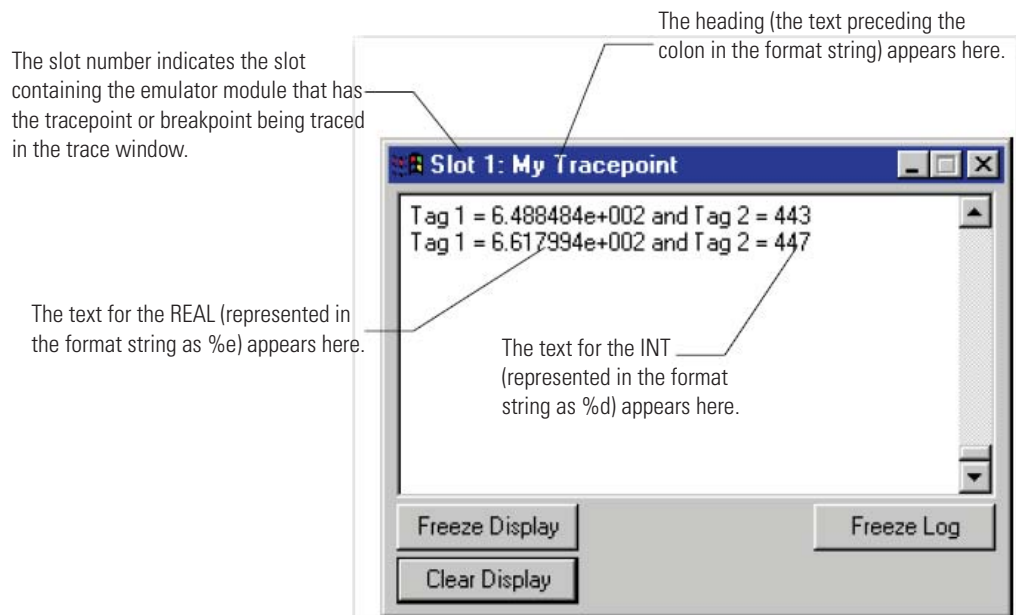 The heading (the text preceding the
colon in the format string) appears here.
The slot number indicates the slot
containing the emulator module that has
the tracepoint or breakpoint being traced
in the trace window.
Slot 1: My Tracepoint
Tag 1 = 6.488484e+002 and Tag 2 = 443
Tag 1 = 6.617994e+002 and Tag 2 = 447
The text for the REAL (represented in
the format string as %e) appears here.
The text for the INT
(represented in the format
string as %d) appears here.
Freeze Display
Freeze Log
Clear Display